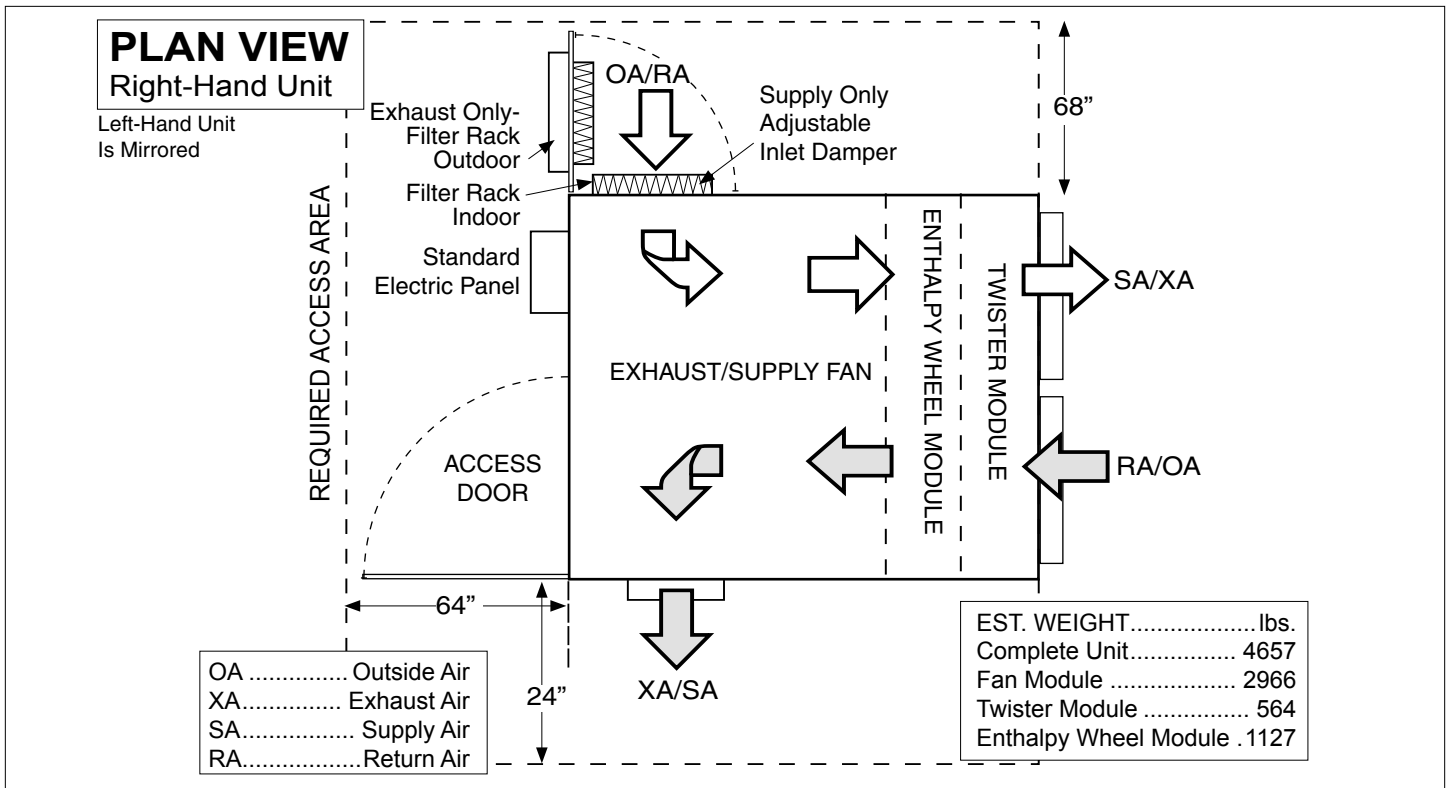 PLAN VIEW
Right-Hand Unit
Left-Hand Unit
Is Mirrored
Exhaust Only-
Filter Rack
Outdoor
OA/RA
Supply Only
Adjustable
Inlet Damper
68”
Filter Rack
Indoor
Standard
Electric Panel
REQUIRED ACCESS AREA
ENTHALPY WHEEL MODULE
TWISTER MODULE
SA/XA
EXHAUST/SUPPLY FAN
ACCESS
DOOR
RA/OA
64”
24”
XA/SA
OA ............... Outside Air
XA............... Exhaust Air
SA................. Supply Air
RA..................Return Air
EST. WEIGHT...................lbs.
Complete Unit................ 4657
Fan Module .................... 2966
Twister Module ................ 564
Enthalpy Wheel Module .1127